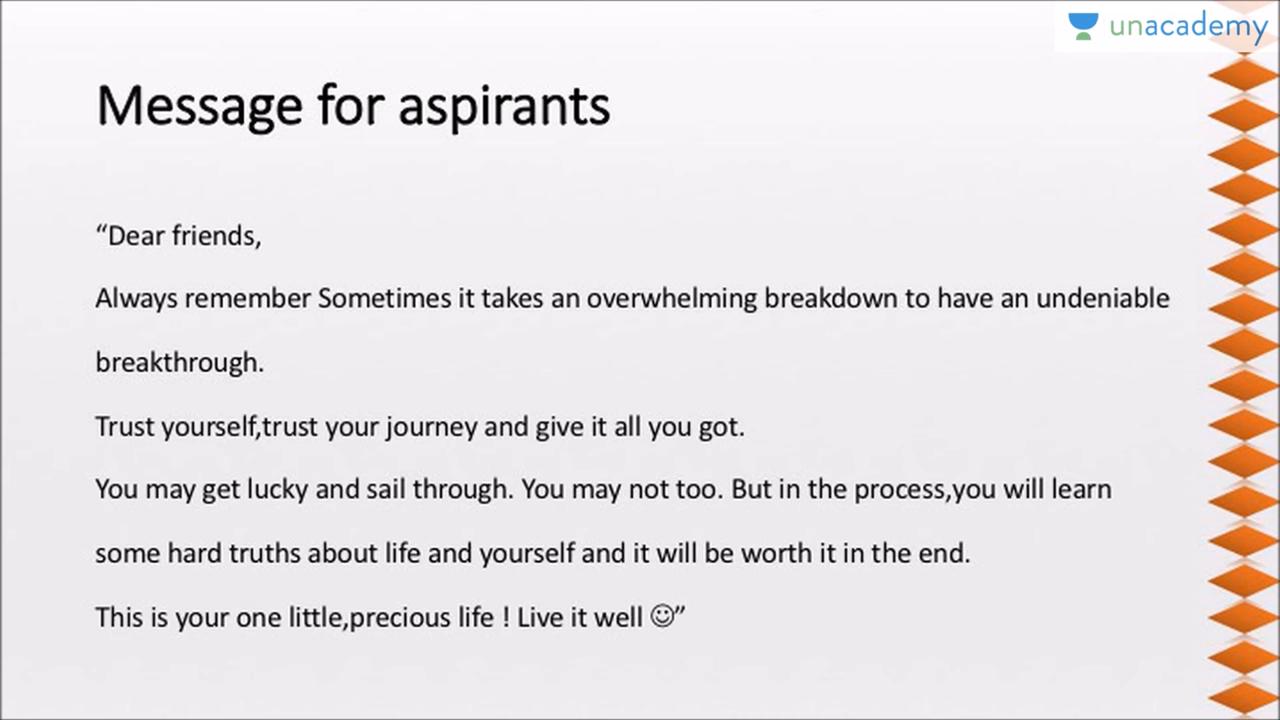 unacademy
Message for aspirants
“Dear friends,
Always remember Sometimes it takes an overwhelming breakdown to have an undeniable
breakthrough.
Trust yourself,trust your journey and give it all you got.
You may get lucky and sail through. You may not too. But in the process,you will learn
some hard truths about life and yourself and it will be worth it in the end.
This is your one little,precious life ! Live it well ☺”